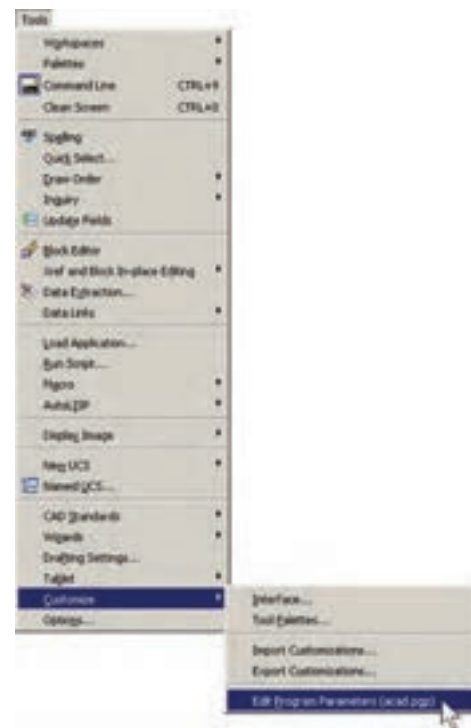 Tools
Workspaces
Palettes
Command Line CTRL+9
Clean Screen CTRL+0
Spelling
Quick Select...
Draw Order
Inquiry
Update Fields
Block Editor
Xref and Block In-place Editing
Data Extraction...
Data Links
Load Application...
Run Script...
Macro
AutoLISP
Display Image
New UCS
Named UCS...
CAD Standards
Wizards
Drafting Settings...
Tablet
Customize
Options...
Interface...
Tool Palettes...
Import Customizations...
Export Customizations...
Edit Program Parameters (acad.pgp)